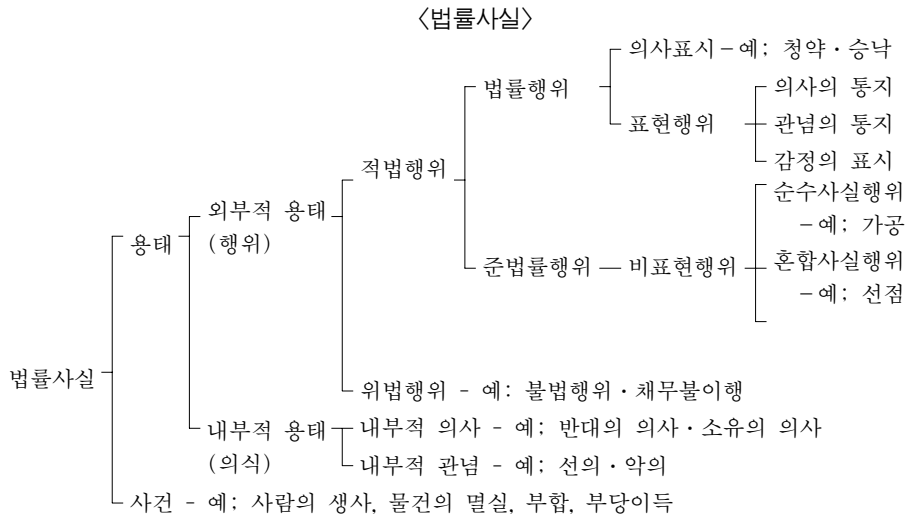 〈법률사실〉
의사표시 – 예; 청약·승낙
법률행위
의사의 통지
표현행위
관념의 통지
감정의 표시
적법행위
순수사실행위
외부적 용태
– 예; 가공
용태
(행위)
준법률행위
비표현행위
혼합사실행위
– 예; 선점
법률사실
위법행위 - 예: 불법행위·채무불이행
내부적 용태
내부적 의사 - 예; 반대의 의사·소유의 의사
(의식)
내부적 관념 - 예; 선의·악의
사건 - 예; 사람의 생사, 물건의 멸실, 부합, 부당이득